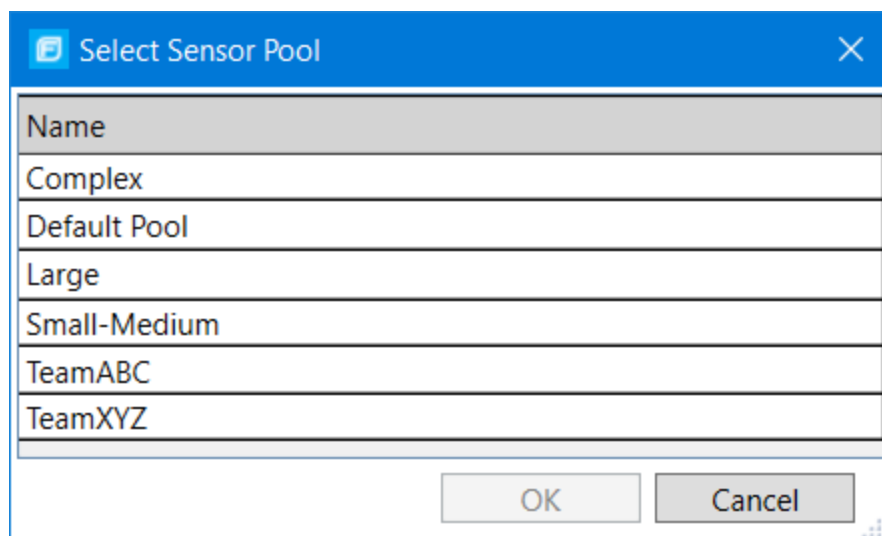 Select Sensor Pool
Name
Complex
Default Pool
Large
Small-Medium
TeamABC
TeamXYZ
OK Cancel